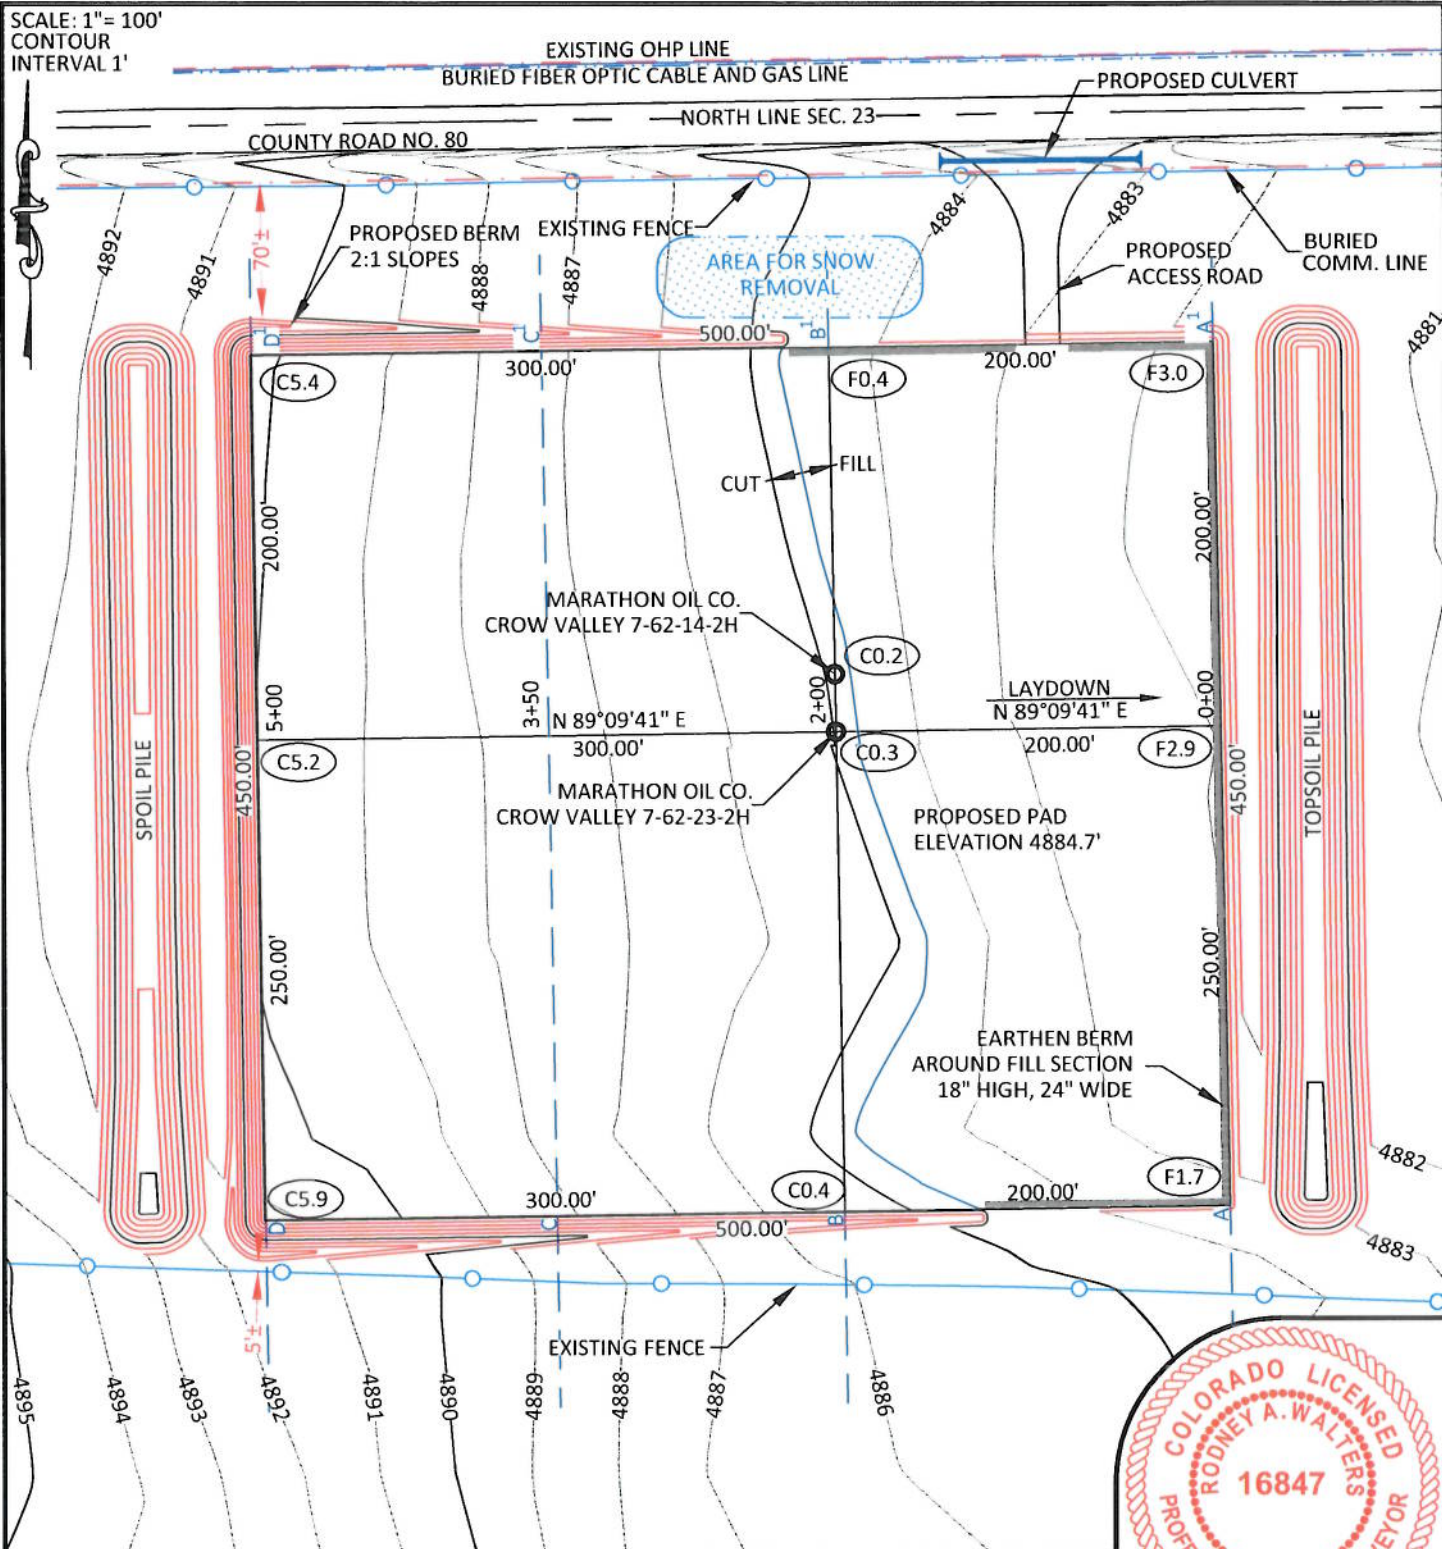 SCALE: 1"= 100'
CONTOUR
INTERVAL 1'
EXISTING OHP LINE
BURIED FIBER OPTIC CABLE AND GAS LINE
PROPOSED CULVERT
NORTH LINE SEC. 23
COUNTY ROAD NO. 80
4892
4891
70'±
PROPOSED BERM
2:1 SLOPES
4888
4887
EXISTING FENCE
AREA FOR SNOW
REMOVAL
4884
4883
PROPOSED
ACCESS ROAD
BURIED
COMM. LINE
4881
D1
C1
500.00'
B1
A1
300.00'
200.00'
C5.4
F0.4
F3.0
CUT
FILL
200.00'
200.00'
MARATHON OIL CO.
CROW VALLEY 7-62-14-2H
C0.2
5+00
3+50
N 89°09'41" E
2+00
LAYDOWN
N 89°09'41" E
0+00
300.00'
200.00'
C5.2
C0.3
F2.9
SPOIL PILE
450.00'
MARATHON OIL CO.
CROW VALLEY 7-62-23-2H
PROPOSED PAD
ELEVATION 4884.7'
450.00'
TOPSOIL PILE
250.00'
250.00'
EARTHEN BERM
AROUND FILL SECTION
18" HIGH, 24" WIDE
4882
C5.9
300.00'
C0.4
200.00'
F1.7
D
C
500.00'
B
A
4883
5'±
EXISTING FENCE
4895
4894
4893
4892
4891
4890
4889
4888
4887
4886
COLORADO LICENSED
RODNEY A. WALTERS
16847